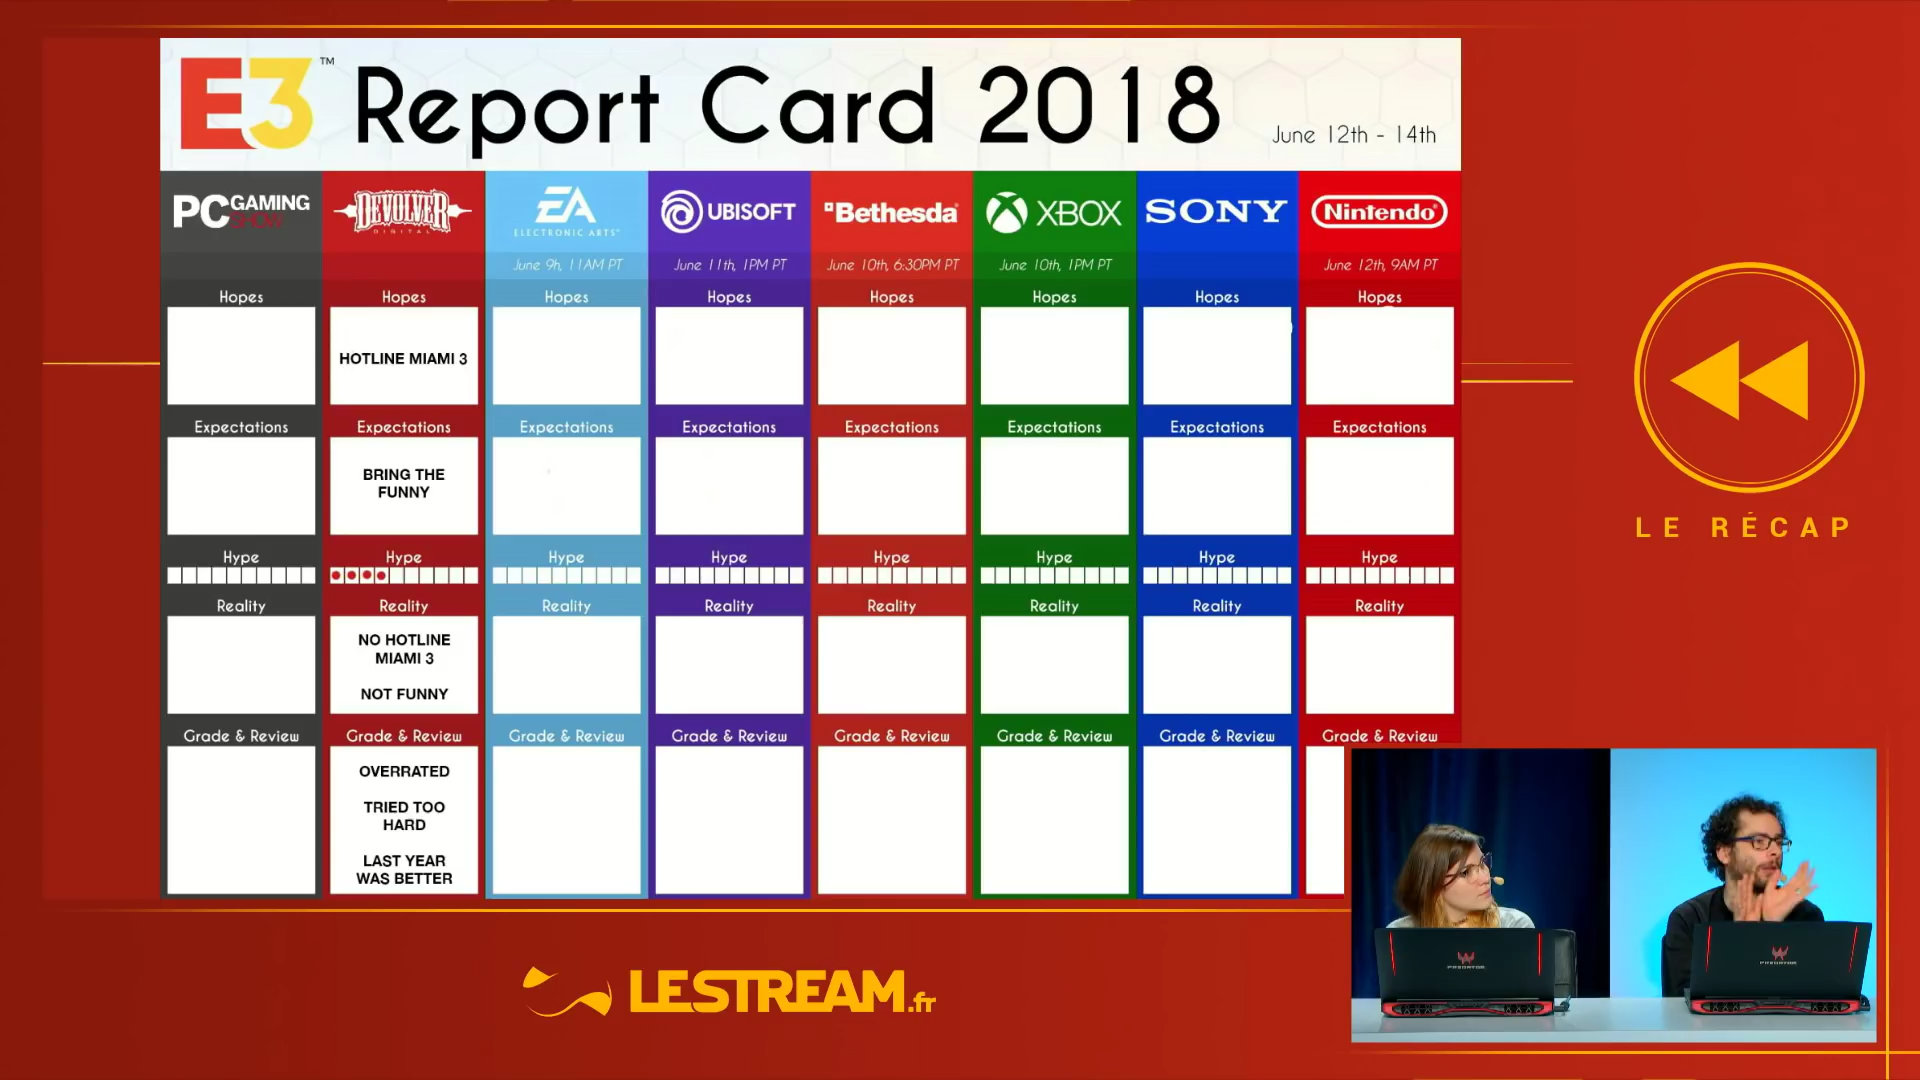 E3™ Report Card 2018 June 12th - 14th
PC GAMING SHOW
DEVOLVER DIGITAL
EA ELECTRONIC ARTS™
UBISOFT
Bethesda
XBOX
SONY
Nintendo
June 9h, 11AM PT
June 11th, 1PM PT
June 10th, 6:30PM PT
June 10th, 1PM PT
June 12th, 9AM PT
Hopes Hopes Hopes Hopes Hopes Hopes Hopes Hopes
HOTLINE MIAMI 3
Expectations Expectations Expectations Expectations Expectations Expectations Expectations Expectations
BRING THE
FUNNY
Hype Hype Hype Hype Hype Hype Hype Hype
Reality Reality Reality Reality Reality Reality Reality Reality
NO HOTLINE
MIAMI 3
NOT FUNNY
Grade & Review Grade & Review Grade & Review Grade & Review Grade & Review Grade & Review Grade & Review Grade & Review
OVERRATED
TRIED TOO
HARD
LAST YEAR
WAS BETTER
LE RÉCAP
PREDATOR
PREDATOR
LESTREAM.fr